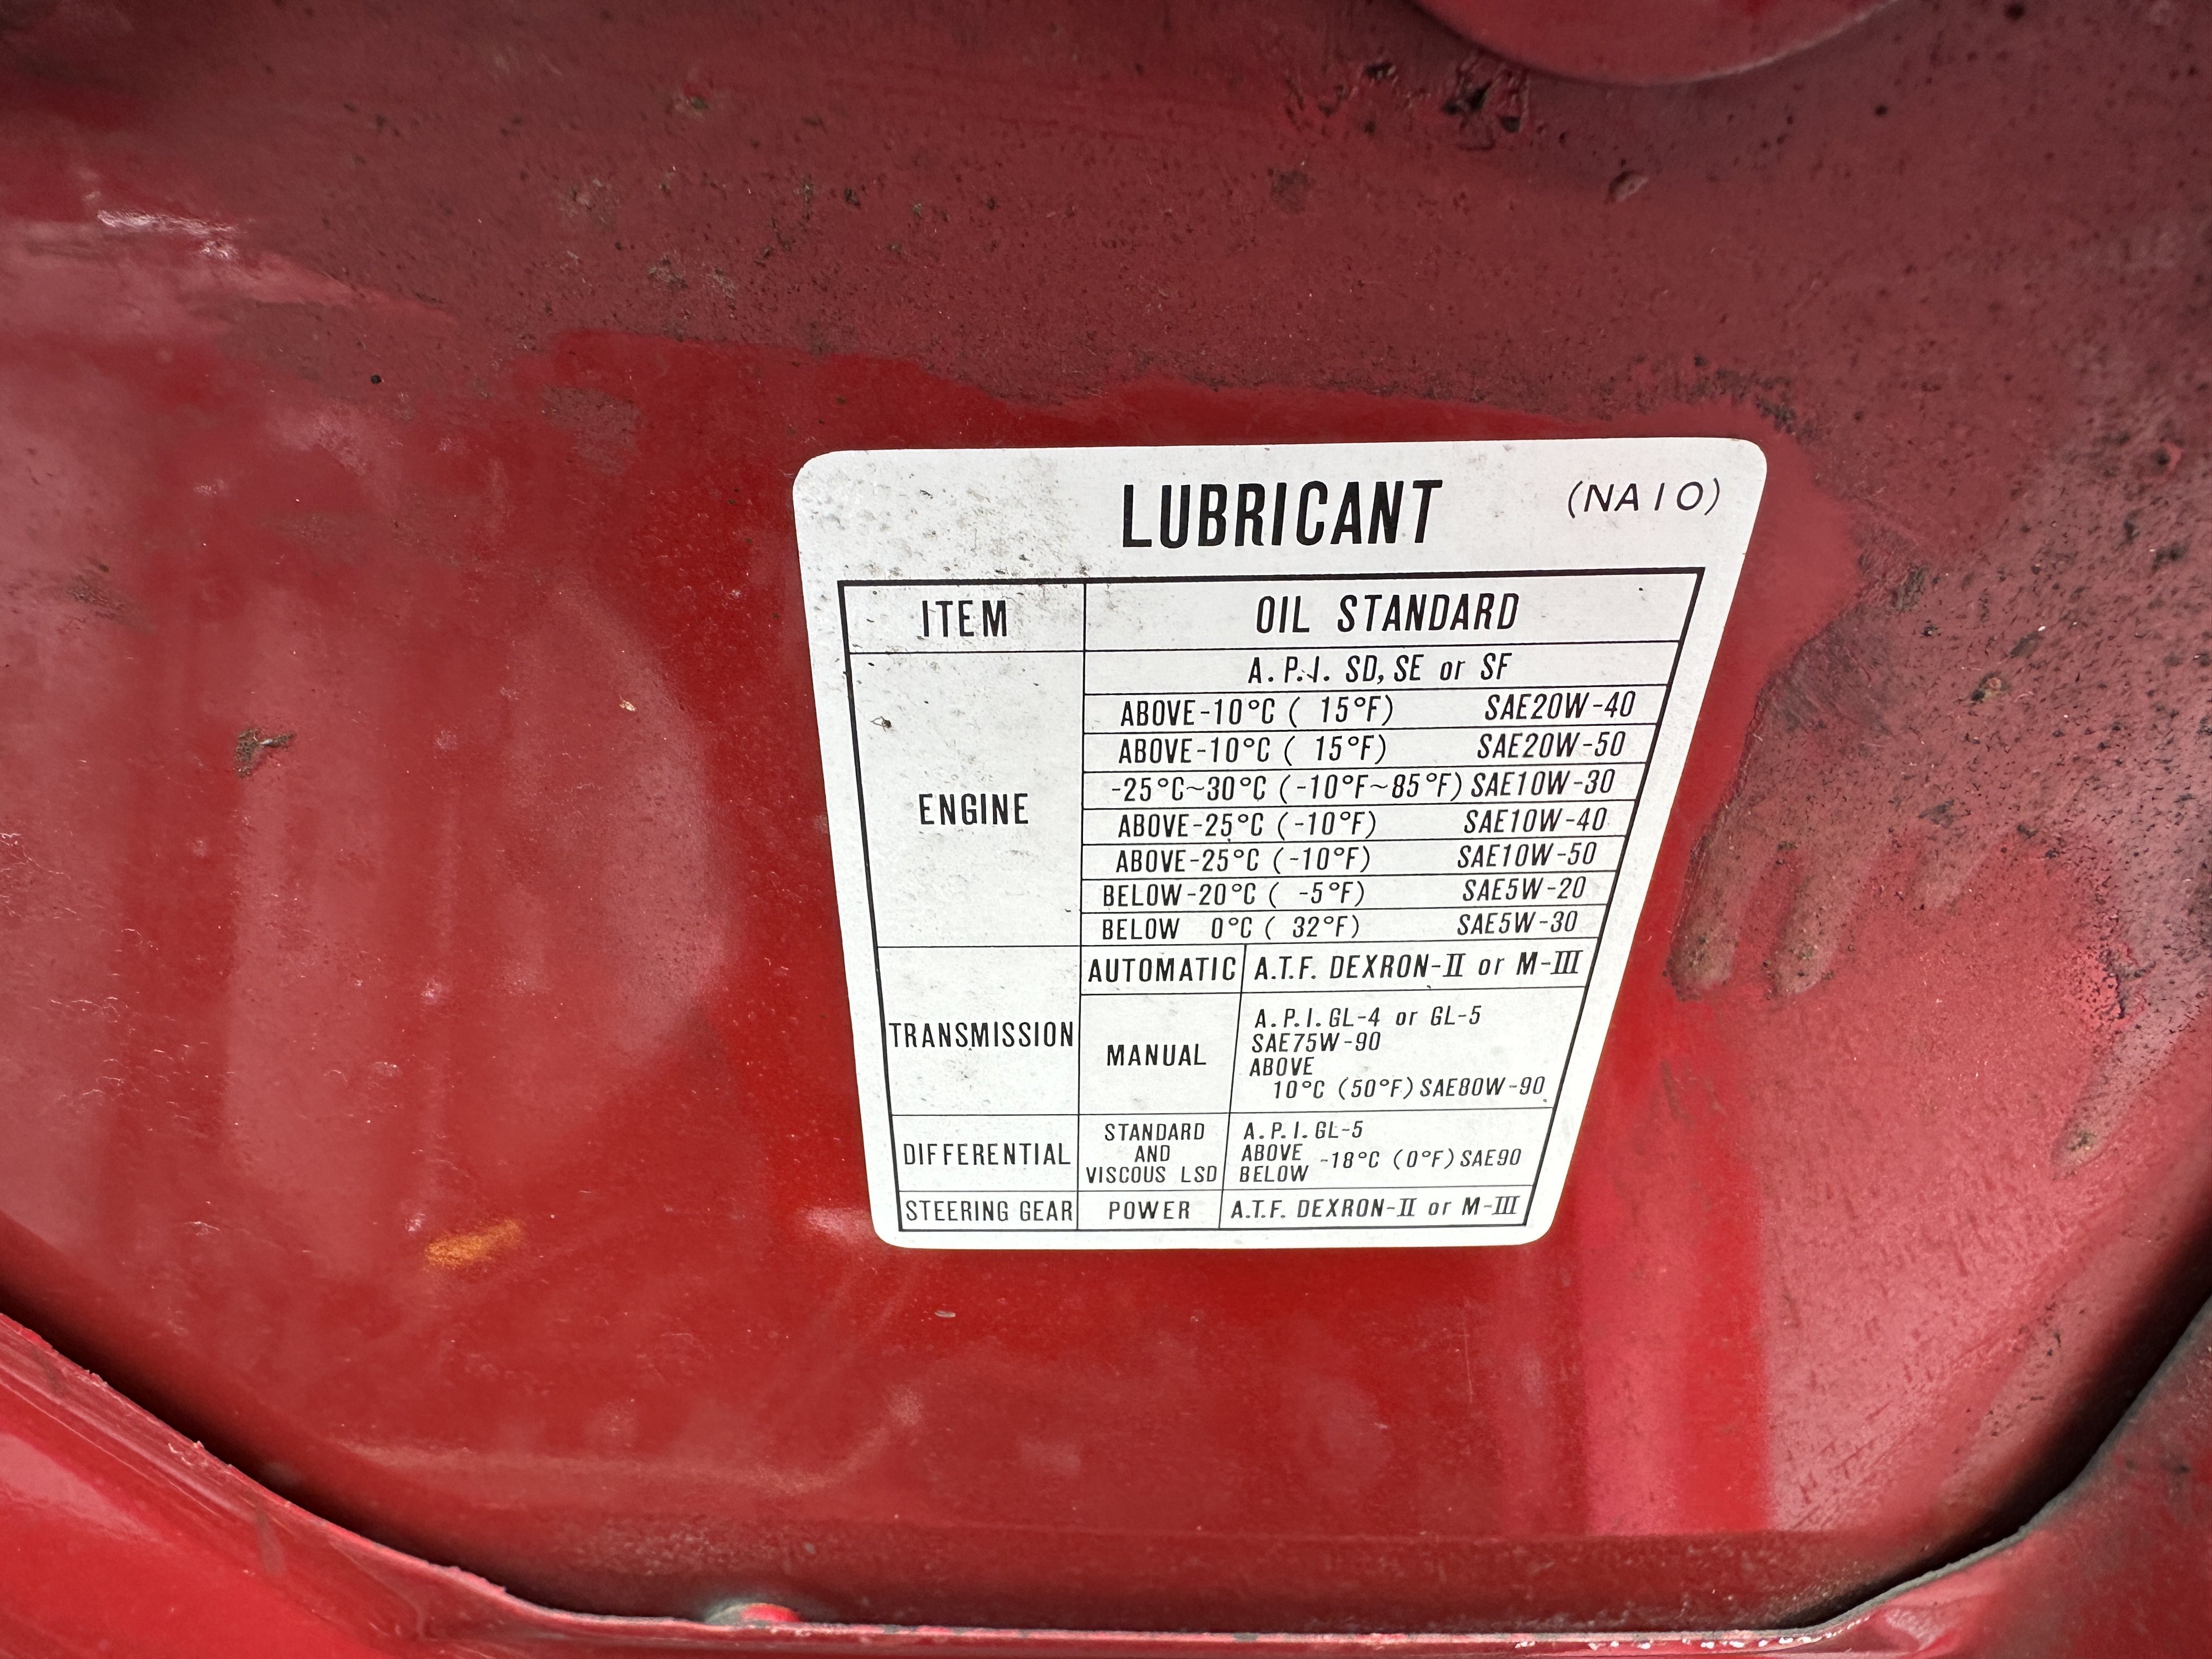 LUBRICANT (NA10)
ITEM OIL STANDARD
ENGINE
A.P.I. SD, SE or SF
ABOVE-10°C ( 15°F) SAE20W-40
ABOVE-10°C ( 15°F) SAE20W-50
-25°C~30°C (-10°F~85°F) SAE10W-30
ABOVE-25°C (-10°F) SAE10W-40
ABOVE-25°C (-10°F) SAE10W-50
BELOW-20°C ( -5°F) SAE5W-20
BELOW 0°C ( 32°F) SAE5W-30
TRANSMISSION
AUTOMATIC A.T.F. DEXRON-II or M-III
MANUAL
A.P.I. GL-4 or GL-5
SAE75W-90
ABOVE
10°C (50°F) SAE80W-90
DIFFERENTIAL
STANDARD
AND
VISCOUS LSD
A.P.I. GL-5
ABOVE
BELOW
-18°C (0°F) SAE90
STEERING GEAR POWER A.T.F. DEXRON-II or M-III